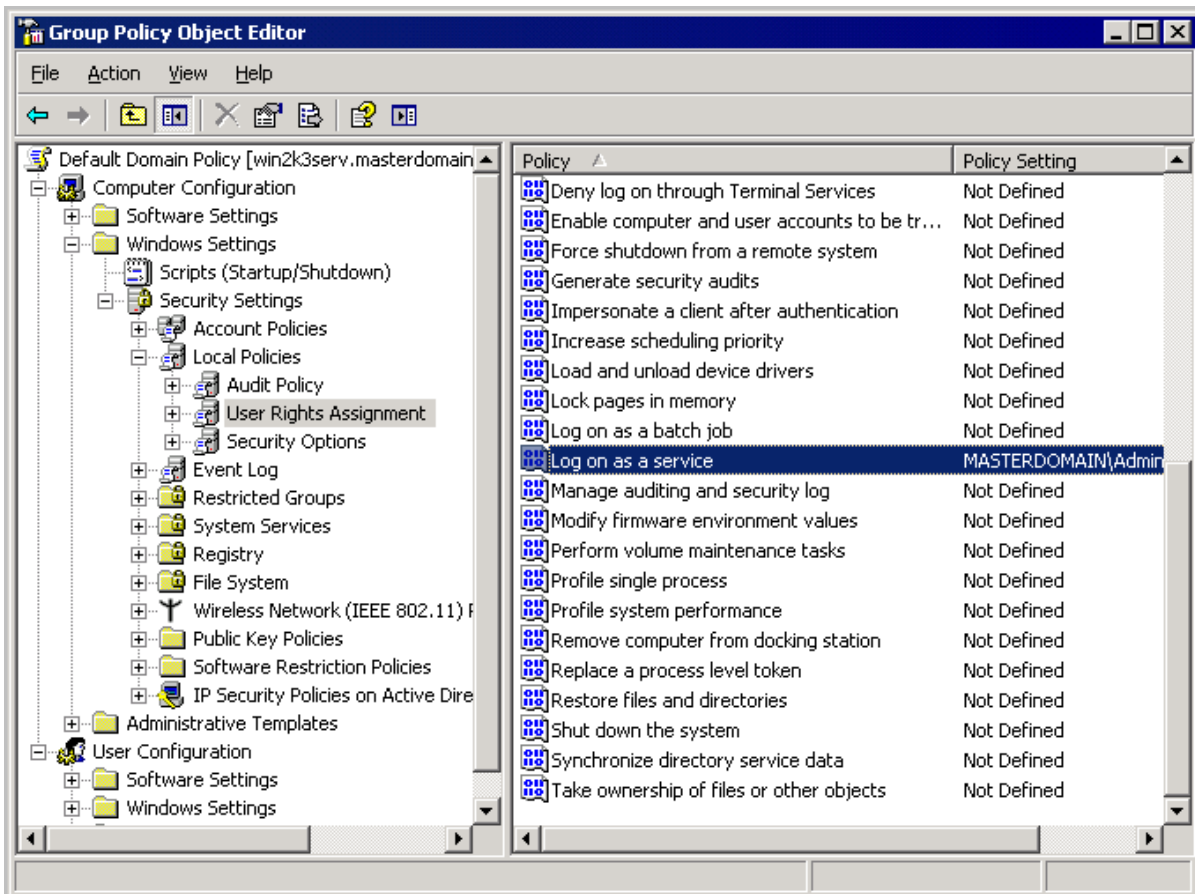 Group Policy Object Editor
File Action View Help
Default Domain Policy [win2k3serv.masterdomain
Computer Configuration
Software Settings
Windows Settings
Scripts (Startup/Shutdown)
Security Settings
Account Policies
Local Policies
Audit Policy
User Rights Assignment
Security Options
Event Log
Restricted Groups
System Services
Registry
File System
Wireless Network (IEEE 802.11) P
Public Key Policies
Software Restriction Policies
IP Security Policies on Active Dire
Administrative Templates
User Configuration
Software Settings
Windows Settings
Policy Policy Setting
Deny log on through Terminal Services Not Defined
Enable computer and user accounts to be tr... Not Defined
Force shutdown from a remote system Not Defined
Generate security audits Not Defined
Impersonate a client after authentication Not Defined
Increase scheduling priority Not Defined
Load and unload device drivers Not Defined
Lock pages in memory Not Defined
Log on as a batch job Not Defined
Log on as a service MASTERDOMAIN\Admin
Manage auditing and security log Not Defined
Modify firmware environment values Not Defined
Perform volume maintenance tasks Not Defined
Profile single process Not Defined
Profile system performance Not Defined
Remove computer from docking station Not Defined
Replace a process level token Not Defined
Restore files and directories Not Defined
Shut down the system Not Defined
Synchronize directory service data Not Defined
Take ownership of files or other objects Not Defined